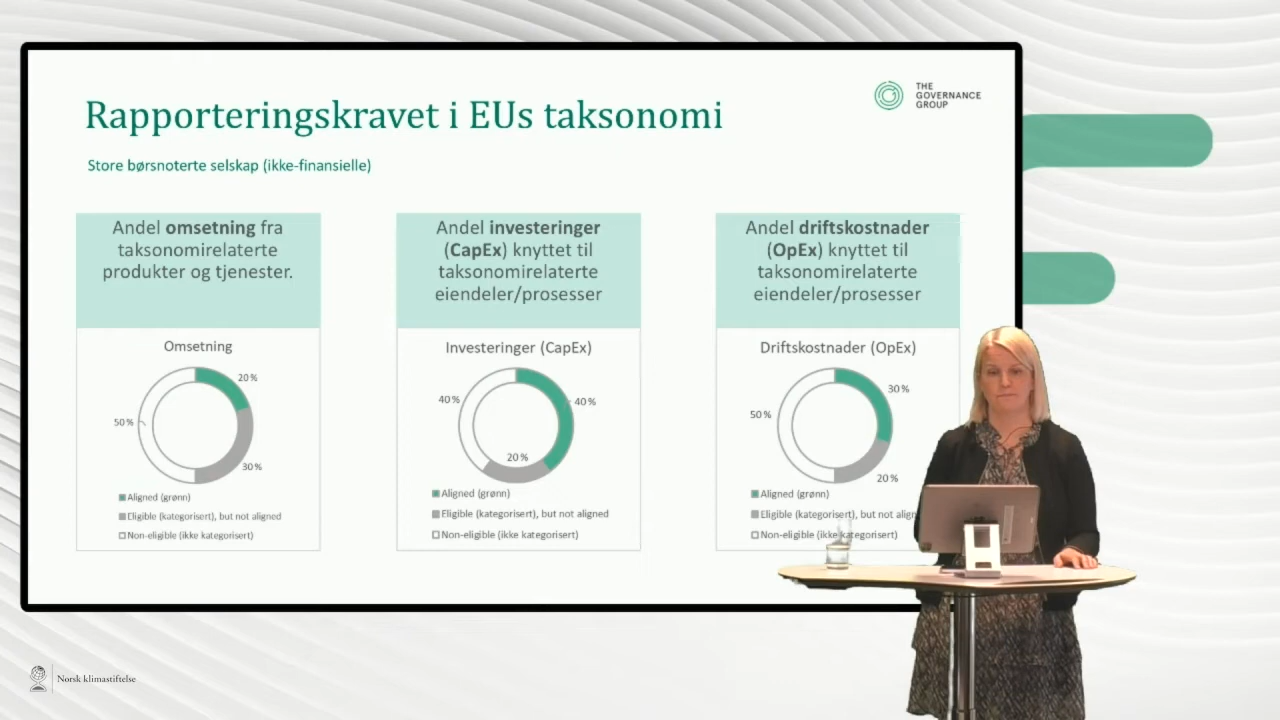 Rapporteringskravet i EUs taksonomi
THE
GOVERNANCE
GROUP
Store børsnoterte selskap (ikke-finansielle)
Andel omsetning fra
taksonomirelaterte
produkter og tjenester.
Omsetning
20 %
50 %
30 %
Aligned (grønn)
Eligible (kategorisert), but not aligned
Non-eligible (ikke kategorisert)
Andel investeringer
(CapEx) knyttet til
taksonomirelaterte
eiendeler/prosesser
Investeringer (CapEx)
40 %
40 %
20 %
Aligned (grønn)
Eligible (kategorisert), but not aligned
Non-eligible (ikke kategorisert)
Andel driftskostnader
(OpEx) knyttet til
taksonomirelaterte
eiendeler/prosesser
Driftskostnader (OpEx)
30 %
50 %
20 %
Aligned (grønn)
Eligible (kategorisert), but not align
Non-eligible (ikke kategorisert)
Norsk klimastiftelse